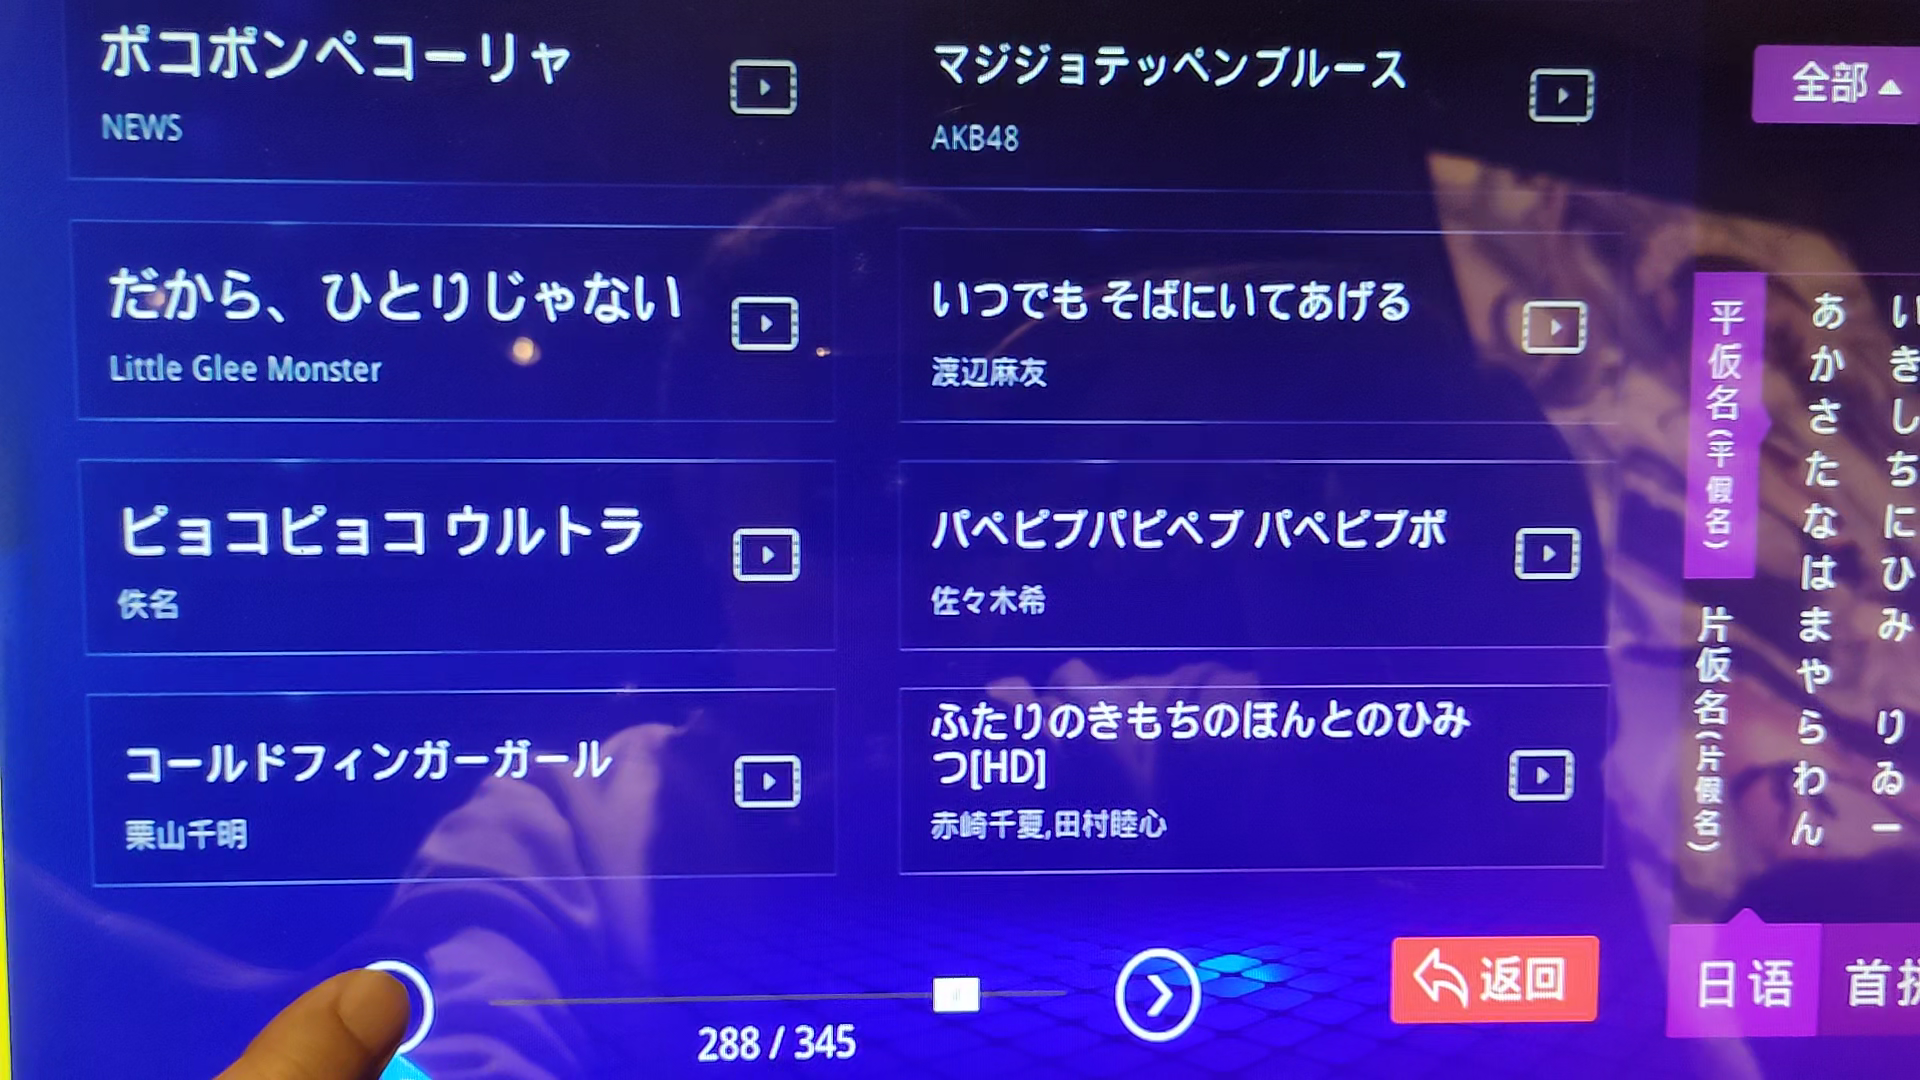 ポコポンペコーリャ
NEWS
マジジョテッペンブルース
AKB48
だから、ひとりじゃない
Little Glee Monster
いつでも そばにいてあげる
渡辺麻友
ピョコピョコ ウルトラ
佚名
パペピプパピペプ パペピプポ
佐々木希
コールドフィンガーガール
栗山千明
ふたりのきもちのほんとのひみ
つ[HD]
赤崎千夏,田村睦心
288 / 345
返回
全部
平仮名(平假名)
片仮名(片假名)
あかさたなはまやらわん
いきしちにひみ りゐー
日语
首